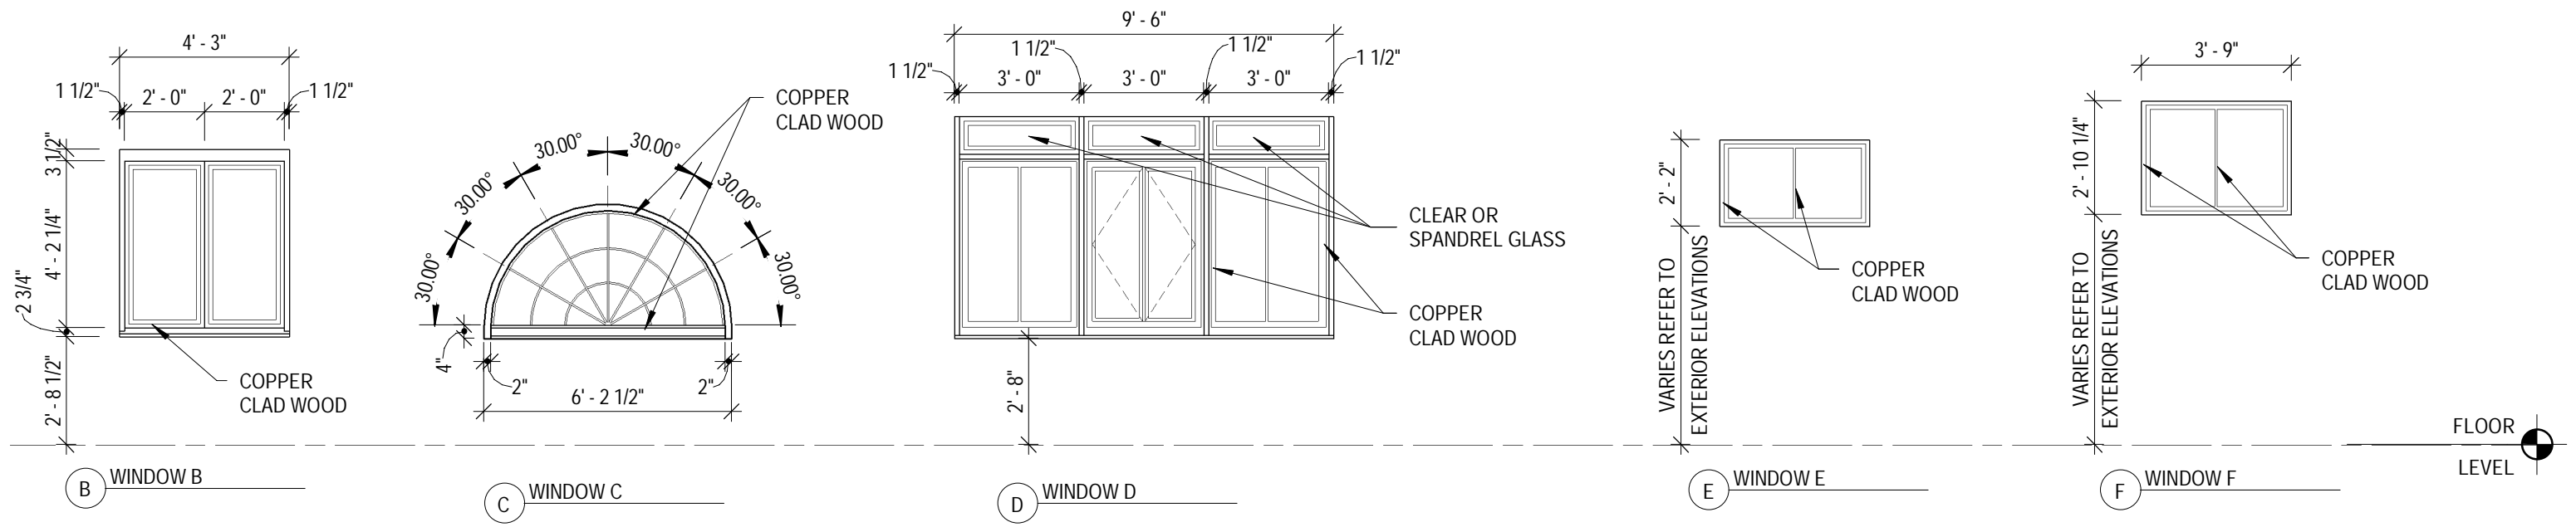 4' - 3"
1 1/2"
2' - 0"
2' - 0"
1 1/2"
3 1/2"
4' - 2 1/4"
2 3/4"
2' - 8 1/2"
COPPER
CLAD WOOD
B
WINDOW B
30.00°
30.00°
30.00°
30.00°
30.00°
30.00°
COPPER
CLAD WOOD
4"
2"
2"
6' - 2 1/2"
C
WINDOW C
9' - 6"
1 1/2"
1 1/2"
1 1/2"
1 1/2"
3' - 0"
3' - 0"
3' - 0"
CLEAR OR
SPANDREL GLASS
COPPER
CLAD WOOD
2' - 8"
D
WINDOW D
2' - 2"
VARIES REFER TO
EXTERIOR ELEVATIONS
COPPER
CLAD WOOD
E
WINDOW E
3' - 9"
2' - 10 1/4"
VARIES REFER TO
EXTERIOR ELEVATIONS
COPPER
CLAD WOOD
F
WINDOW F
FLOOR
LEVEL